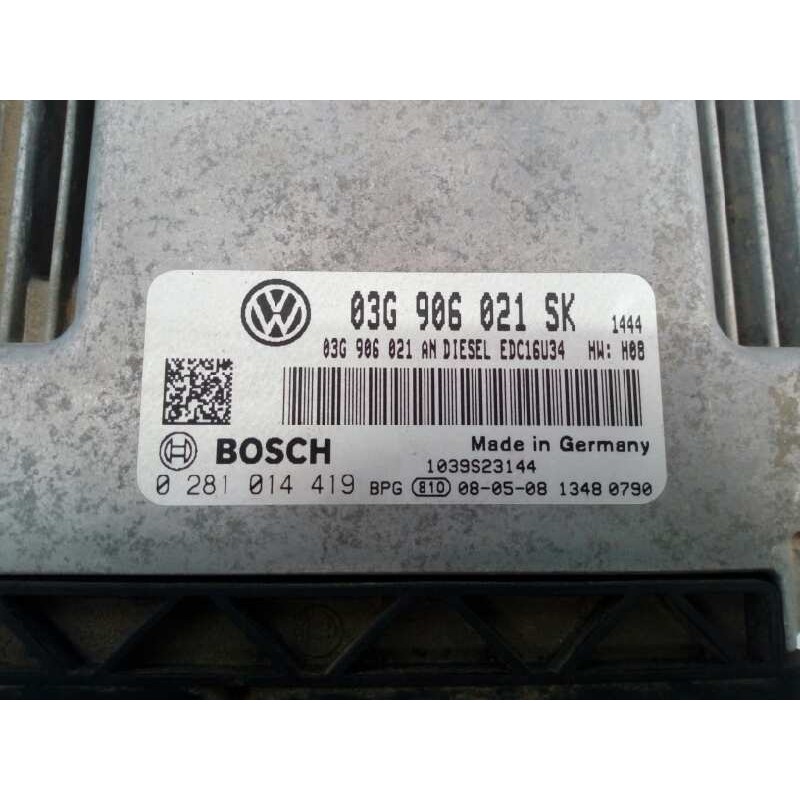 03G 906 021 SK 1444
03G 906 021 AN DIESEL EDC16U34 HW: H08
BOSCH Made in Germany
1039S23144
0 281 014 419 BPG 810 08-05-08 1348 0790